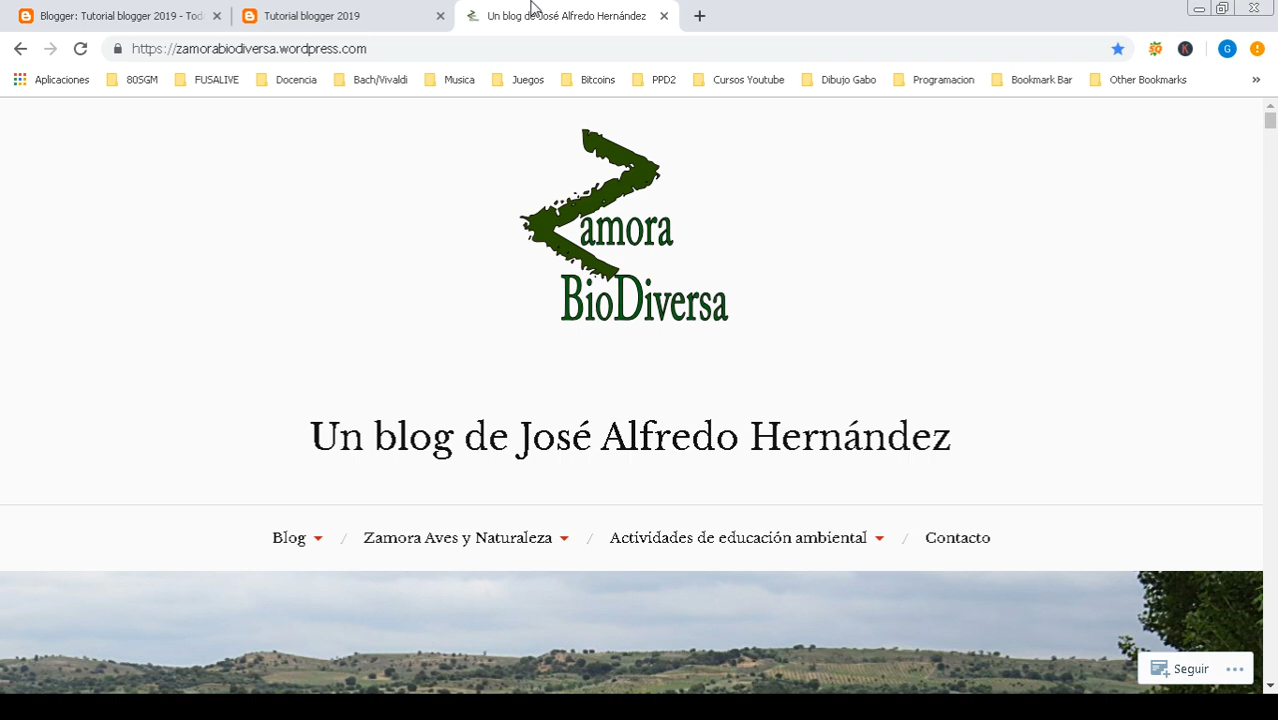 Blogger: Tutorial blogger 2019 - Tod
Tutorial blogger 2019
Un blog de José Alfredo Hernández
https://zamorabiodiversa.wordpress.com
SQ
K
G
Aplicaciones
80SGM
FUSALIVE
Docencia
Bach/Vivaldi
Musica
Juegos
Bitcoins
PPD2
Cursos Youtube
Dibujo Gabo
Programacion
Bookmark Bar
Other Bookmarks
Zamora
BioDiversa
Un blog de José Alfredo Hernández
Blog / Zamora Aves y Naturaleza / Actividades de educación ambiental / Contacto
Seguir